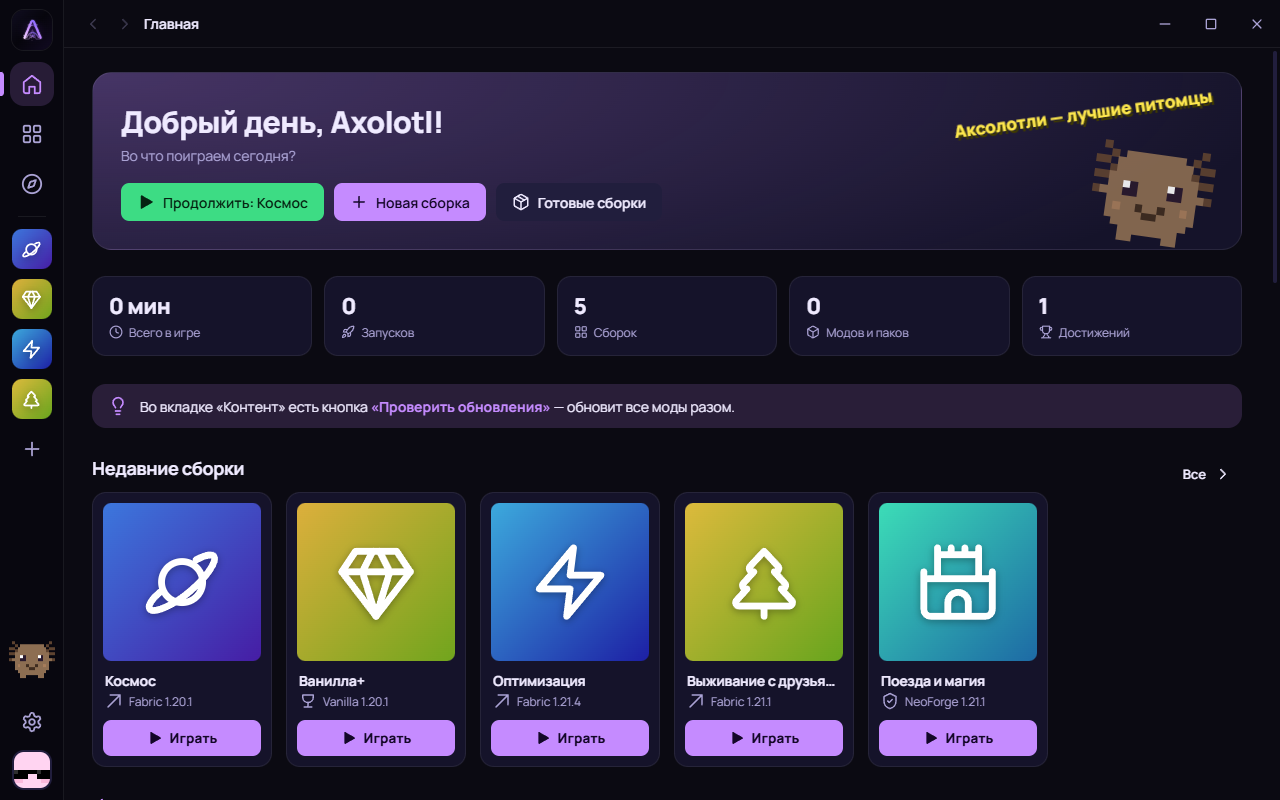 Главная
Добрый день, Axolotl!
Аксолотли — лучшие питомцы
Во что поиграем сегодня?
Продолжить: Космос
Новая сборка
Готовые сборки
0 мин
Всего в игре
0
Запусков
5
Сборок
0
Модов и паков
1
Достижений
Во вкладке «Контент» есть кнопка «Проверить обновления» — обновит все моды разом.
Недавние сборки
Все
Космос
Fabric 1.20.1
Играть
Ванилла+
Vanilla 1.20.1
Играть
Оптимизация
Fabric 1.21.4
Играть
Выживание с друзья...
Fabric 1.21.1
Играть
Поезда и магия
NeoForge 1.21.1
Играть